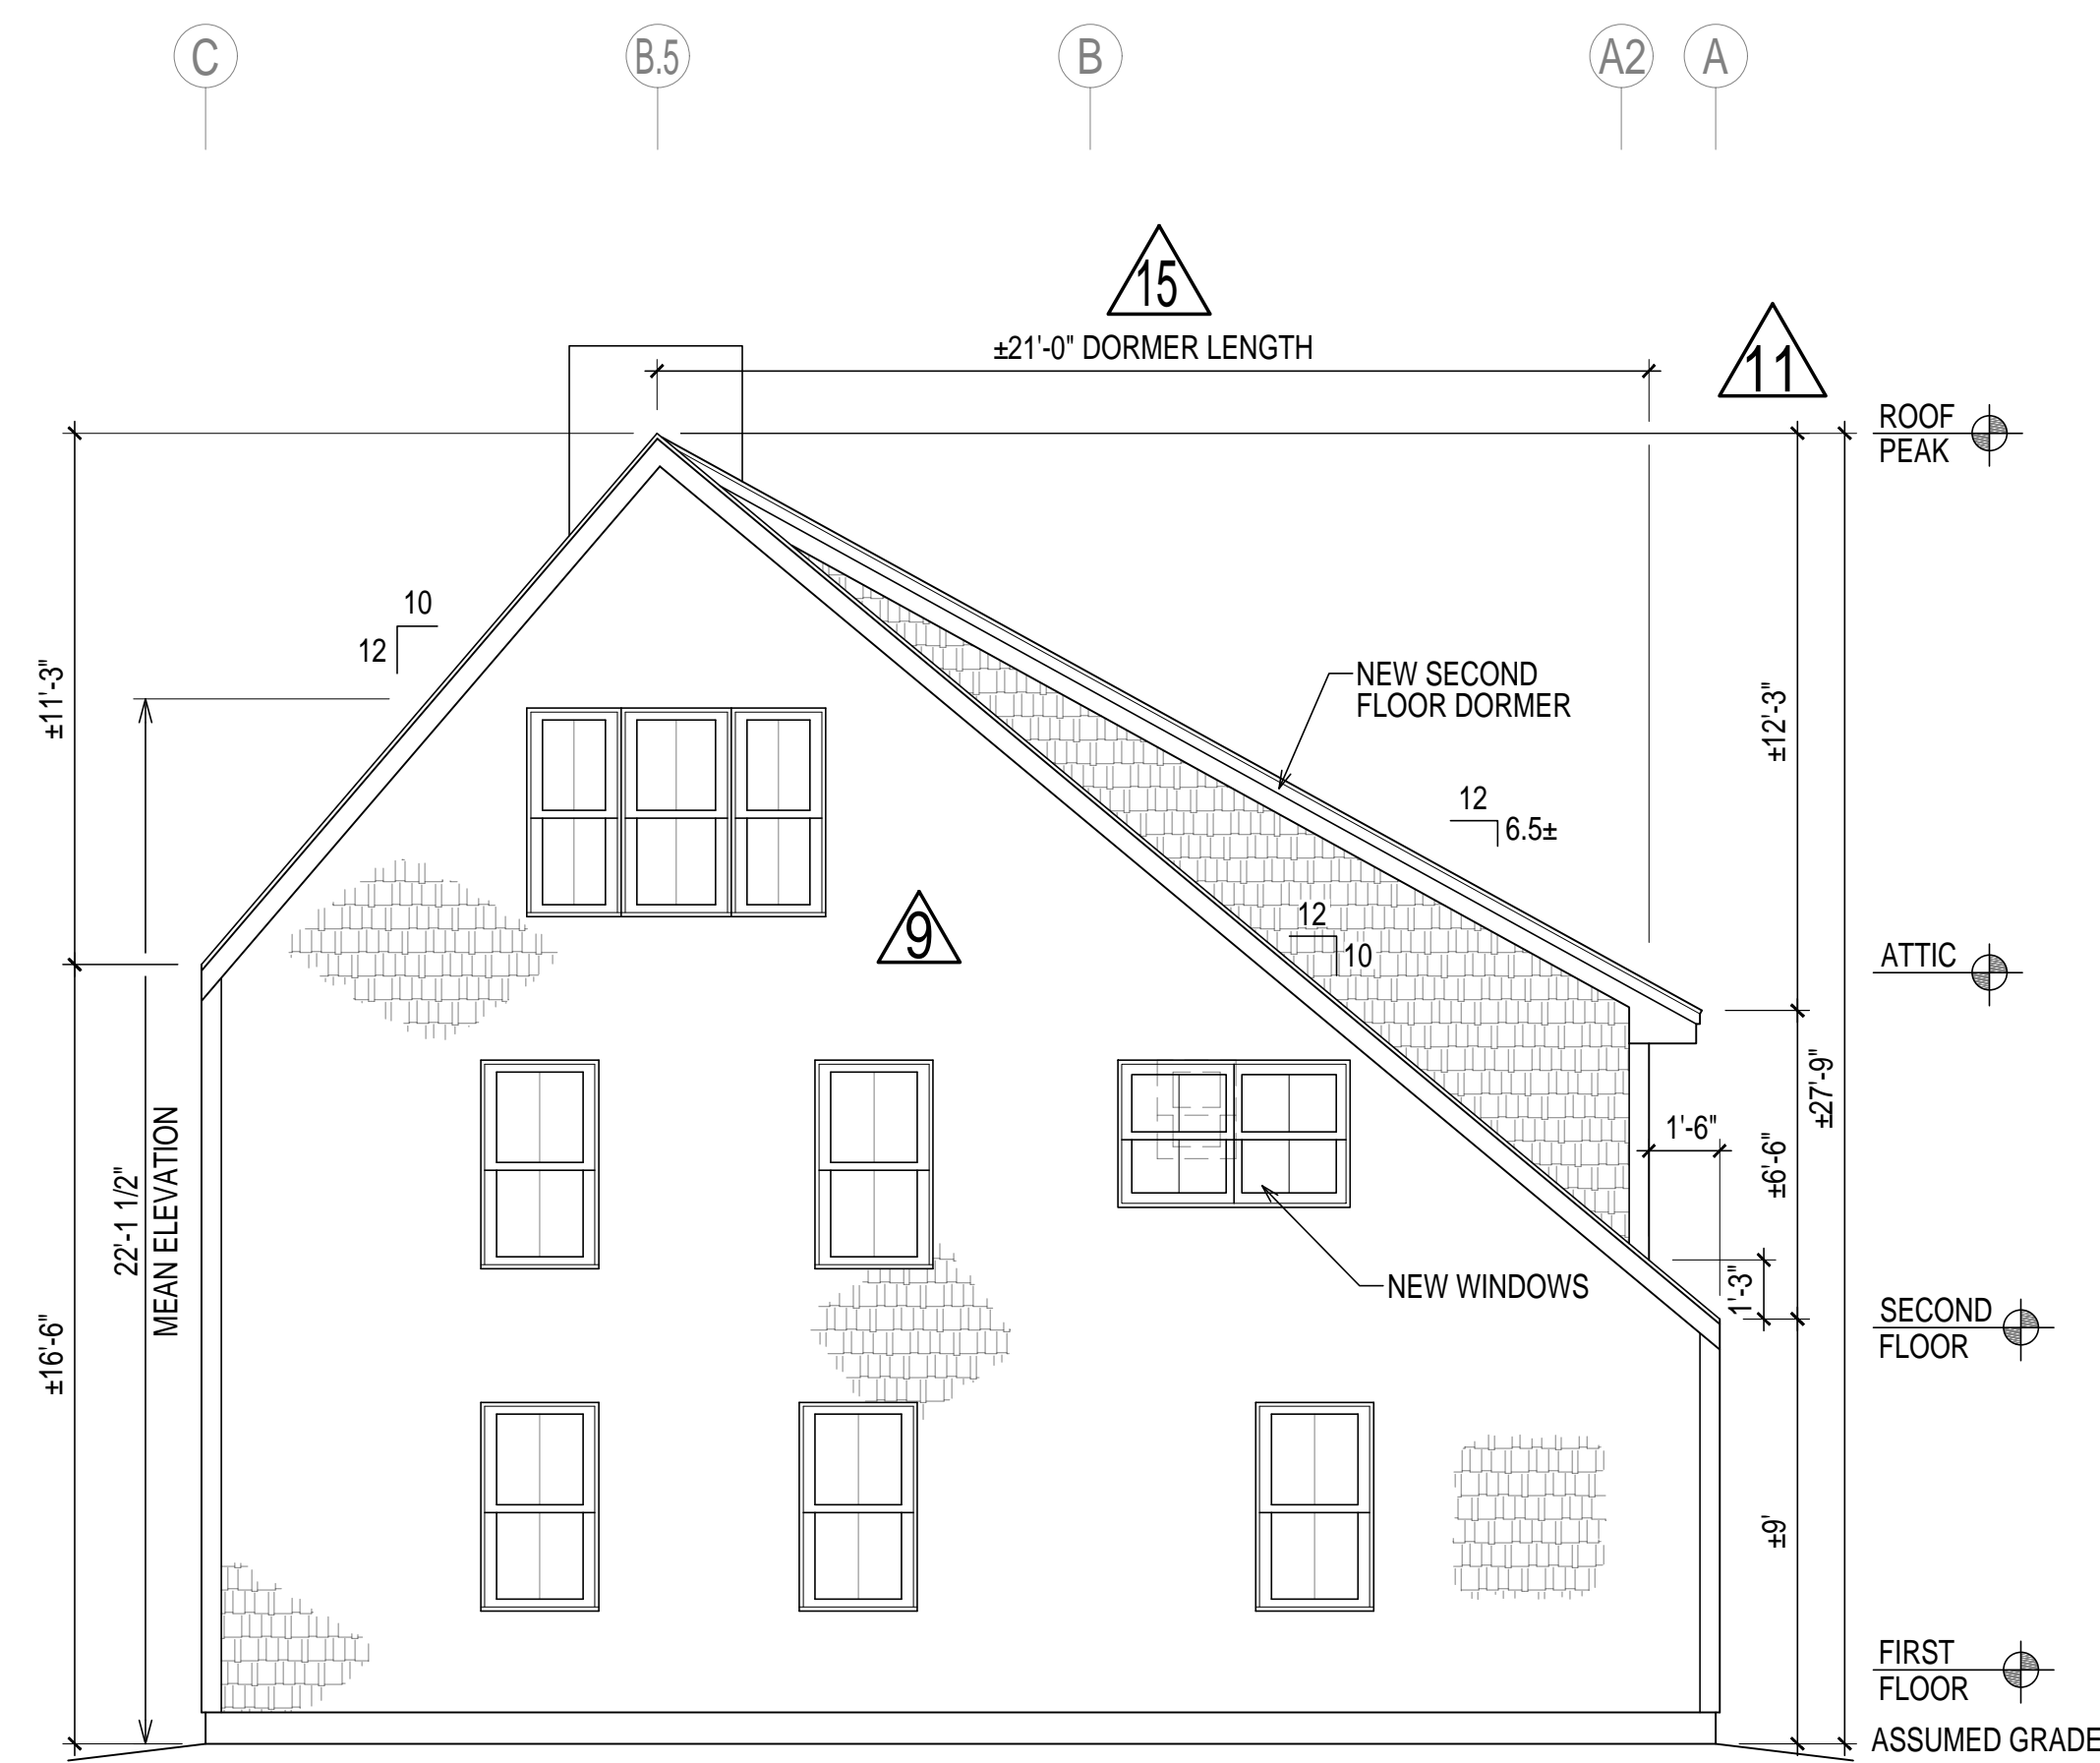 C
B.5
B
A2
A
15
±21'-0" DORMER LENGTH
11
ROOF
PEAK
10
12
±11'-3"
NEW SECOND
FLOOR DORMER
±12'-3"
12
6.5±
9
12
10
ATTIC
±27'-9"
1'-6"
±6'-6"
22'-1 1/2"
MEAN ELEVATION
NEW WINDOWS
1'-3"
SECOND
FLOOR
±16'-6"
±9'
FIRST
FLOOR
ASSUMED GRADE